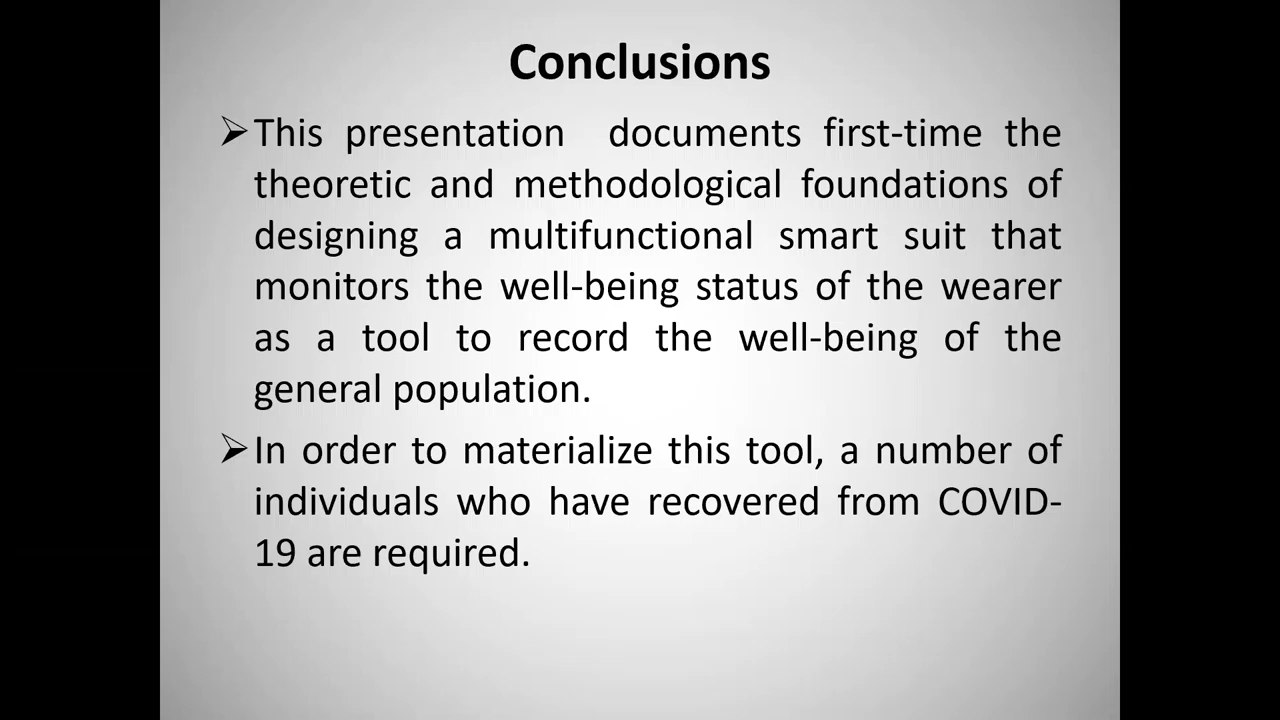 Conclusions
➢This presentation  documents first-time the
theoretic and methodological foundations of
designing a multifunctional smart suit that
monitors the well-being status of the wearer
as a tool to record the well-being of the
general population.
➢In order to materialize this tool, a number of
individuals who have recovered from COVID-
19 are required.